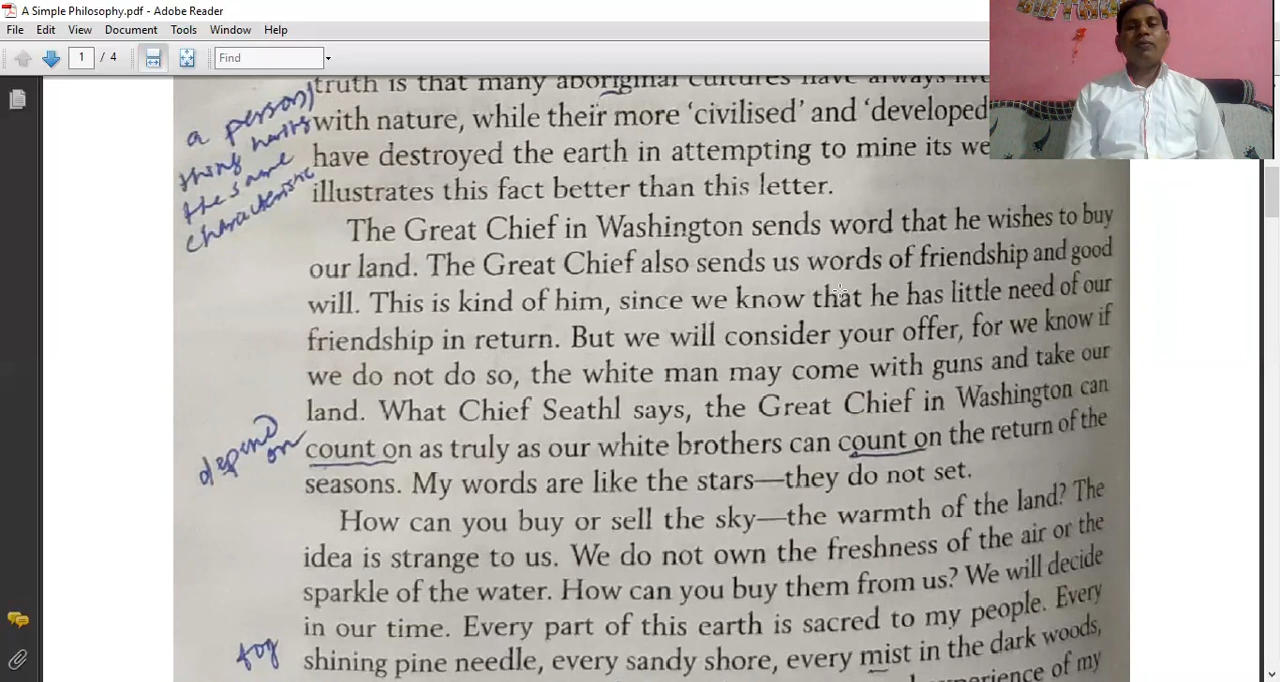 A Simple Philosophy.pdf - Adobe Reader
File Edit View Document Tools Window Help
1 / 4 Find
truth is that many aboriginal cultures have always
with nature, while their more ‘civilised’ and ‘developed
have destroyed the earth in attempting to mine its we
illustrates this fact better than this letter.
a person/
thing having
the same
characteristic
The Great Chief in Washington sends word that he wishes to buy
our land. The Great Chief also sends us words of friendship and good
will. This is kind of him, since we know that he has little need of our
friendship in return. But we will consider your offer, for we know if
we do not do so, the white man may come with guns and take our
land. What Chief Seathl says, the Great Chief in Washington can
count on as truly as our white brothers can count on the return of the
seasons. My words are like the stars—they do not set.
depend
on
How can you buy or sell the sky—the warmth of the land? The
idea is strange to us. We do not own the freshness of the air or the
sparkle of the water. How can you buy them from us? We will decide
in our time. Every part of this earth is sacred to my people. Every
shining pine needle, every sandy shore, every mist in the dark woods,
fog
experience of my